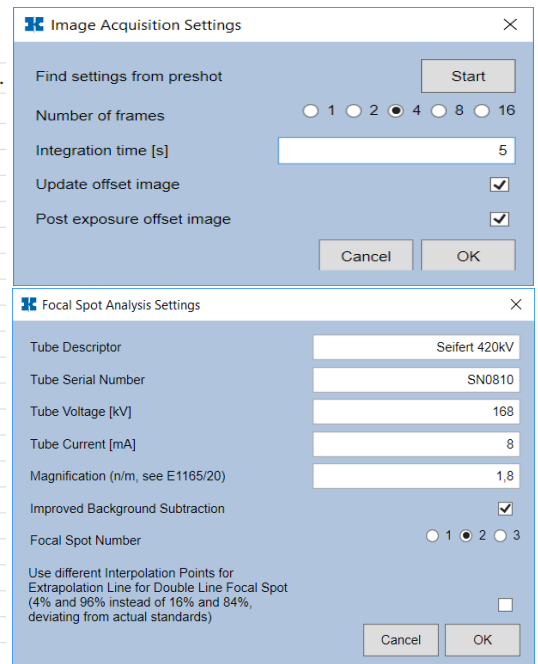 Image Acquisition Settings
Find settings from preshot Start
Number of frames 1 2 4 8 16
Integration time [s] 5
Update offset image
Post exposure offset image
Cancel OK
Focal Spot Analysis Settings
Tube Descriptor Seifert 420kV
Tube Serial Number SN0810
Tube Voltage [kV] 168
Tube Current [mA] 8
Magnification (n/m, see E1165/20) 1,8
Improved Background Subtraction
Focal Spot Number 1 2 3
Use different Interpolation Points for
Extrapolation Line for Double Line Focal Spot
(4% and 96% instead of 16% and 84%,
deviating from actual standards)
Cancel OK